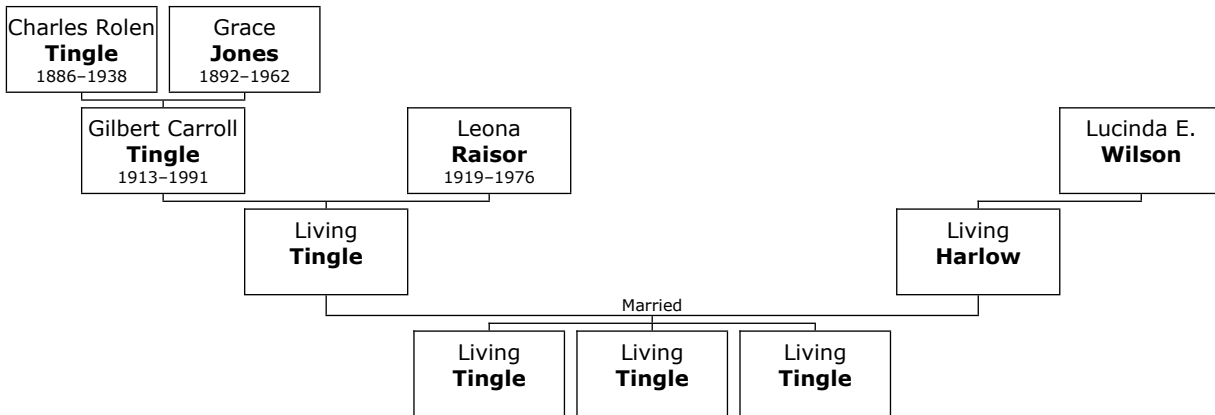 Charles Rolen
Tingle
1886–1938
Grace
Jones
1892–1962
Gilbert Carroll
Tingle
1913–1991
Leona
Raisor
1919–1976
Lucinda E.
Wilson
Living
Tingle
Living
Harlow
Married
Living
Tingle
Living
Tingle
Living
Tingle